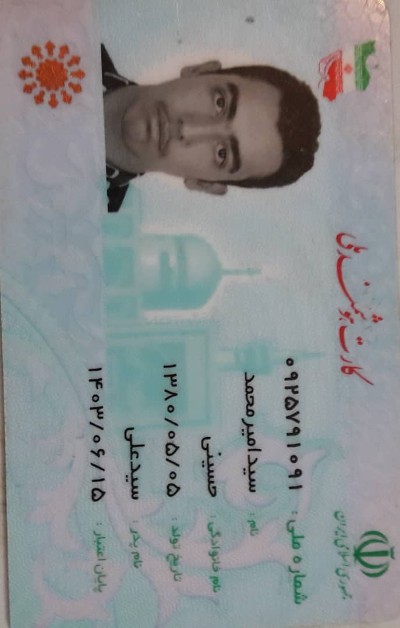 جمهوری اسلامی ایران
کارت هوشمند ملی
شماره ملی: ۰۹۲۵۷۹۱۰۹۱
نام: سیدامیرمحمد
نام خانوادگی: حسینی
تاریخ تولد: ۱۳۸۰/۰۵/۰۵
نام پدر: سیدعلی
پایان اعتبار: ۱۴۰۳/۰۶/۱۵